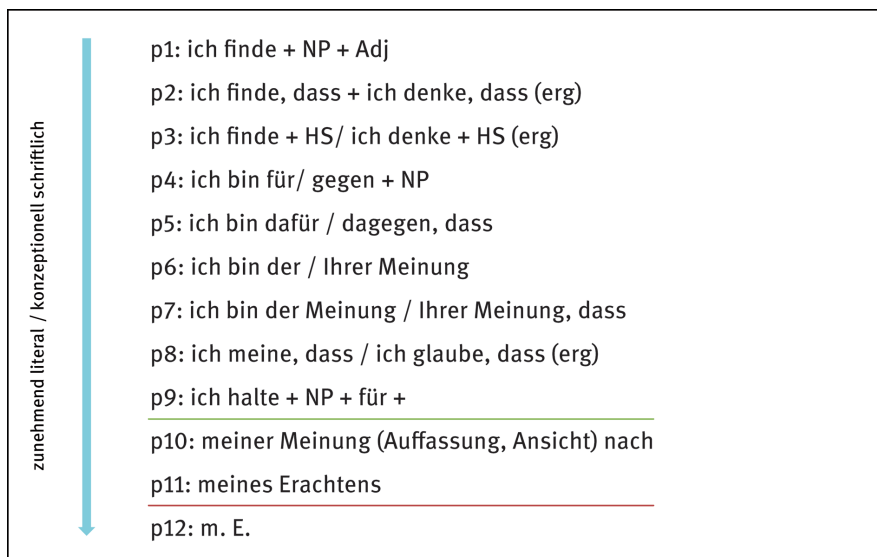 zunehmend literal / konzeptionell schriftlich
p1: ich finde + NP + Adj
p2: ich finde, dass + ich denke, dass (erg)
p3: ich finde + HS/ ich denke + HS (erg)
p4: ich bin für/ gegen + NP
p5: ich bin dafür / dagegen, dass
p6: ich bin der / Ihrer Meinung
p7: ich bin der Meinung / Ihrer Meinung, dass
p8: ich meine, dass / ich glaube, dass (erg)
p9: ich halte + NP + für +
p10: meiner Meinung (Auffassung, Ansicht) nach
p11: meines Erachtens
p12: m. E.